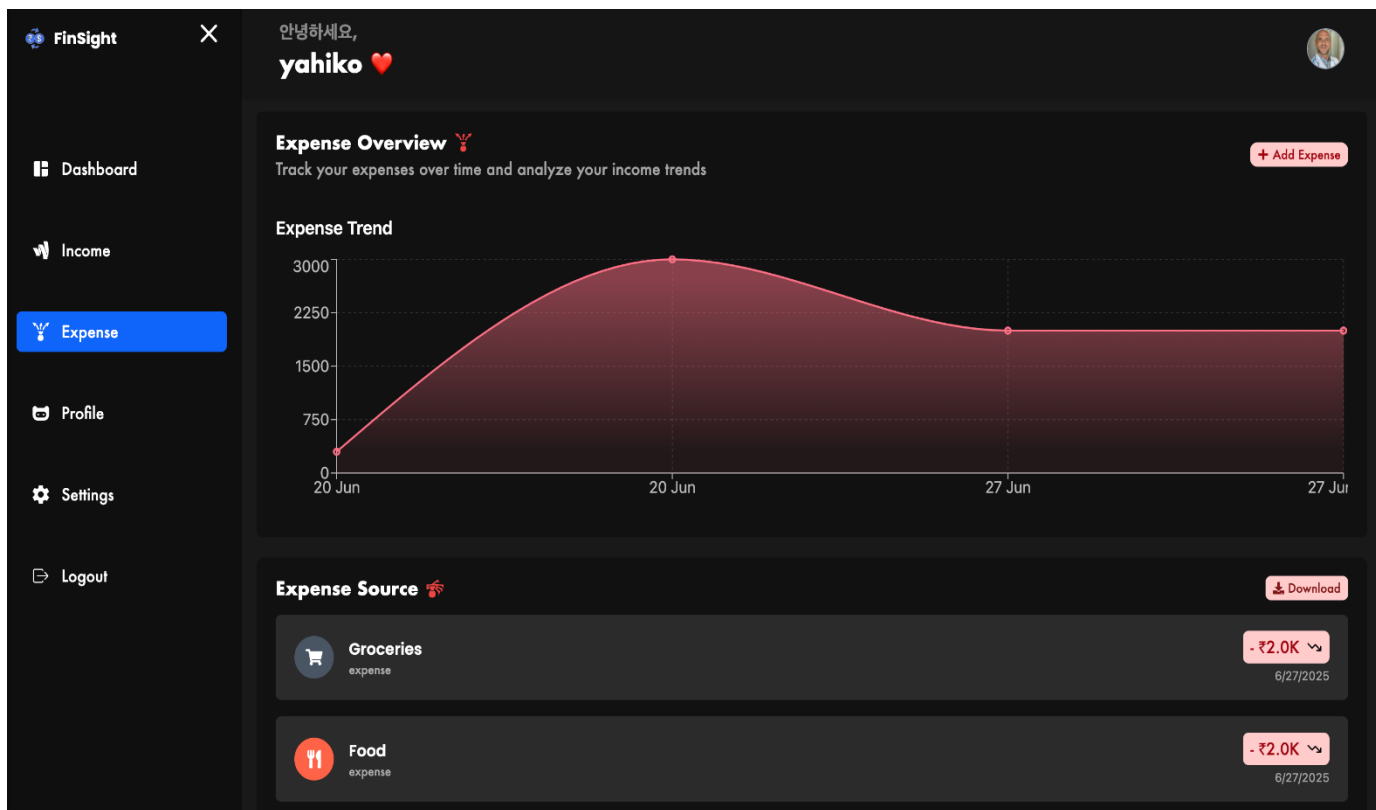 FinSight
Dashboard
Income
Expense
Profile
Settings
Logout
안녕하세요,
yahiko ❤️
Expense Overview
Track your expenses over time and analyze your income trends
+ Add Expense
Expense Trend
3000
2250
1500
750
0
20 Jun 20 Jun 27 Jun 27 Jur
Expense Source
Download
Groceries
expense
- ₹2.0K
6/27/2025
Food
expense
- ₹2.0K
6/27/2025